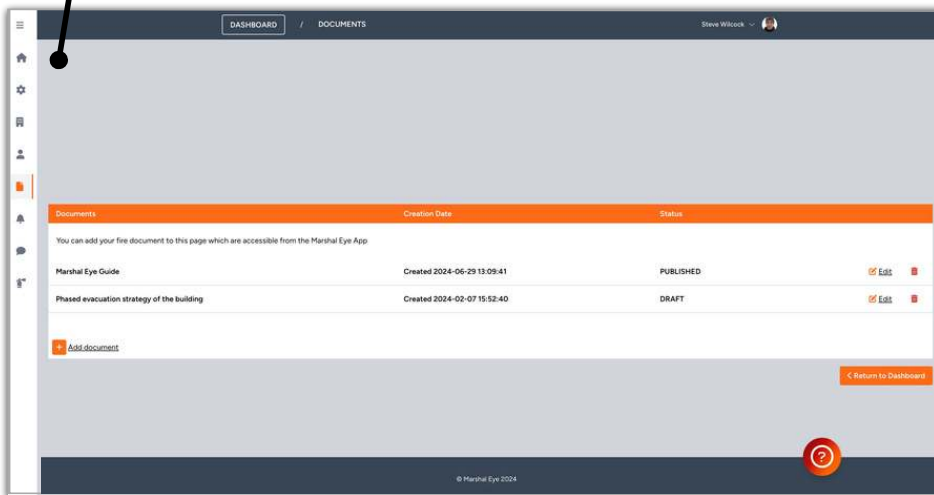 DASHBOARD / DOCUMENTS Steve Wilcock
Documents Creation Date Status
You can add your fire document to this page which are accessible from the Marshal Eye App
Marshal Eye Guide Created 2024-06-29 13:09:41 PUBLISHED Edit
Phased evacuation strategy of the building Created 2024-02-07 15:52:40 DRAFT Edit
+ Add document
< Return to Dashboard
?
© Marshal Eye 2024